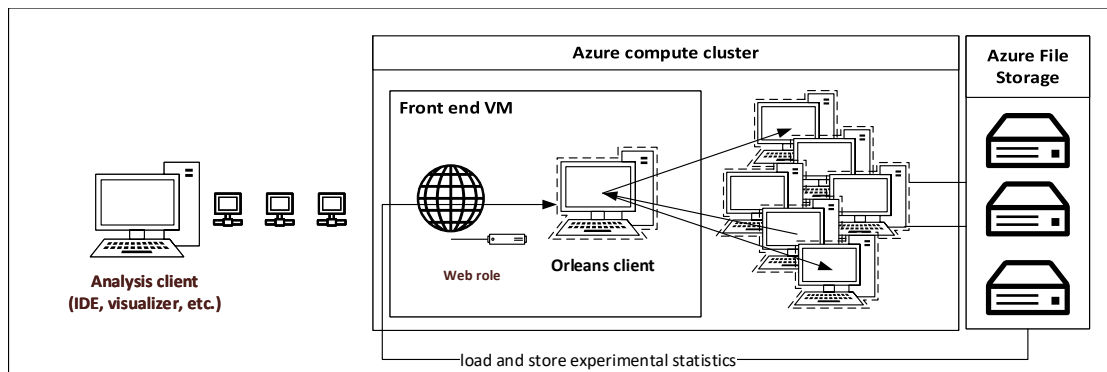 Azure compute cluster
Azure File
Storage
Front end VM
Analysis client
(IDE, visualizer, etc.)
Web role
Orleans client
load and store experimental statistics